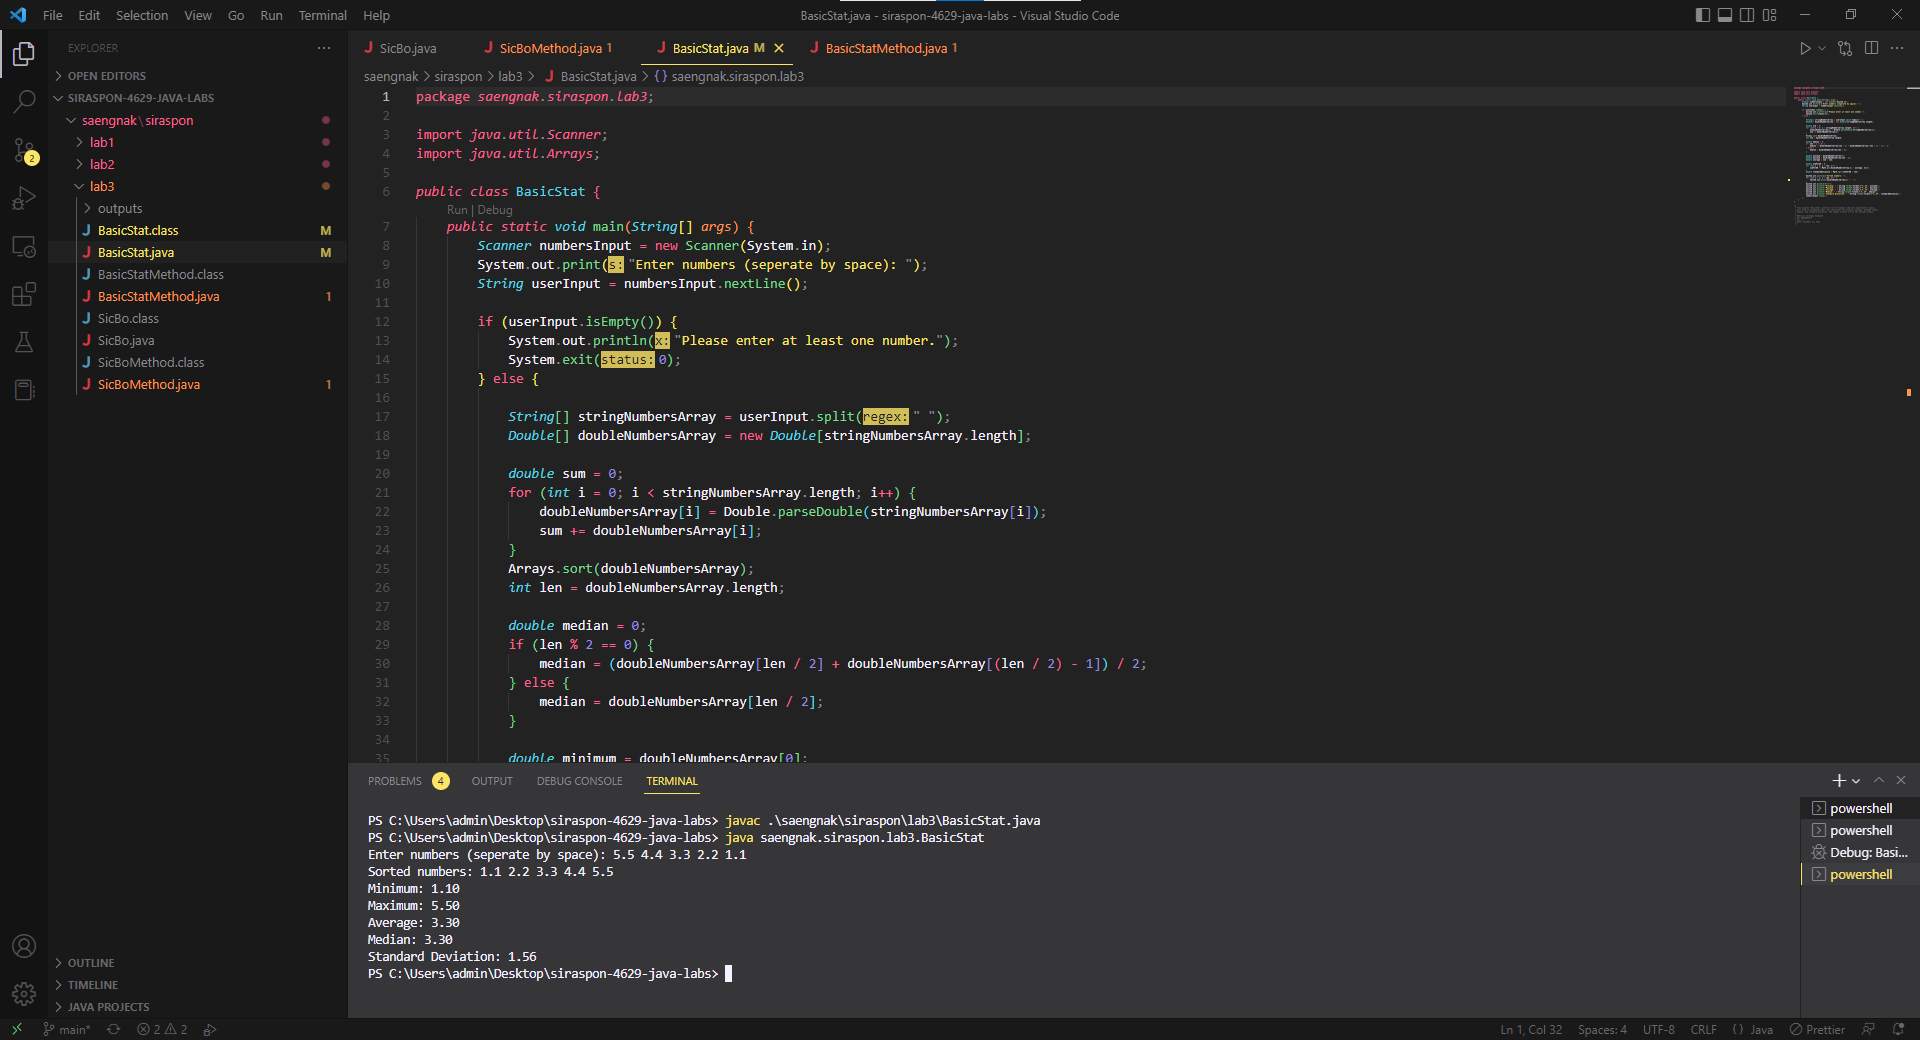 File Edit Selection View Go Run Terminal Help
BasicStat.java - siraspon-4629-java-labs - Visual Studio Code
EXPLORER
OPEN EDITORS
SIRASPON-4629-JAVA-LABS
saengnak\siraspon
lab1
lab2
lab3
outputs
BasicStat.class M
BasicStat.java M
BasicStatMethod.class
BasicStatMethod.java 1
SicBo.class
SicBo.java
SicBoMethod.class
SicBoMethod.java 1
OUTLINE
TIMELINE
JAVA PROJECTS
2
SicBo.java SicBoMethod.java 1 BasicStat.java M BasicStatMethod.java 1
saengnak > siraspon > lab3 > BasicStat.java > {} saengnak.siraspon.lab3
1 package saengnak.siraspon.lab3;
2
3 import java.util.Scanner;
4 import java.util.Arrays;
5
6 public class BasicStat {
Run | Debug
7 public static void main(String[] args) {
8 Scanner numbersInput = new Scanner(System.in);
9 System.out.print(s: "Enter numbers (seperate by space): ");
10 String userInput = numbersInput.nextLine();
11
12 if (userInput.isEmpty()) {
13 System.out.println(x: "Please enter at least one number.");
14 System.exit(status: 0);
15 } else {
16
17 String[] stringNumbersArray = userInput.split(regex: " ");
18 Double[] doubleNumbersArray = new Double[stringNumbersArray.length];
19
20 double sum = 0;
21 for (int i = 0; i < stringNumbersArray.length; i++) {
22 doubleNumbersArray[i] = Double.parseDouble(stringNumbersArray[i]);
23 sum += doubleNumbersArray[i];
24 }
25 Arrays.sort(doubleNumbersArray);
26 int len = doubleNumbersArray.length;
27
28 double median = 0;
29 if (len % 2 == 0) {
30 median = (doubleNumbersArray[len / 2] + doubleNumbersArray[(len / 2) - 1]) / 2;
31 } else {
32 median = doubleNumbersArray[len / 2];
33 }
34
35 double minimum = doubleNumbersArray[0];
PROBLEMS 4 OUTPUT DEBUG CONSOLE TERMINAL
PS C:\Users\admin\Desktop\siraspon-4629-java-labs> javac .\saengnak\siraspon\lab3\BasicStat.java
PS C:\Users\admin\Desktop\siraspon-4629-java-labs> java saengnak.siraspon.lab3.BasicStat
Enter numbers (seperate by space): 5.5 4.4 3.3 2.2 1.1
Sorted numbers: 1.1 2.2 3.3 4.4 5.5
Minimum: 1.10
Maximum: 5.50
Average: 3.30
Median: 3.30
Standard Deviation: 1.56
PS C:\Users\admin\Desktop\siraspon-4629-java-labs>
powershell
powershell
Debug: Basi...
powershell
main* 2 2 Ln 1, Col 32 Spaces: 4 UTF-8 CRLF {} Java Prettier